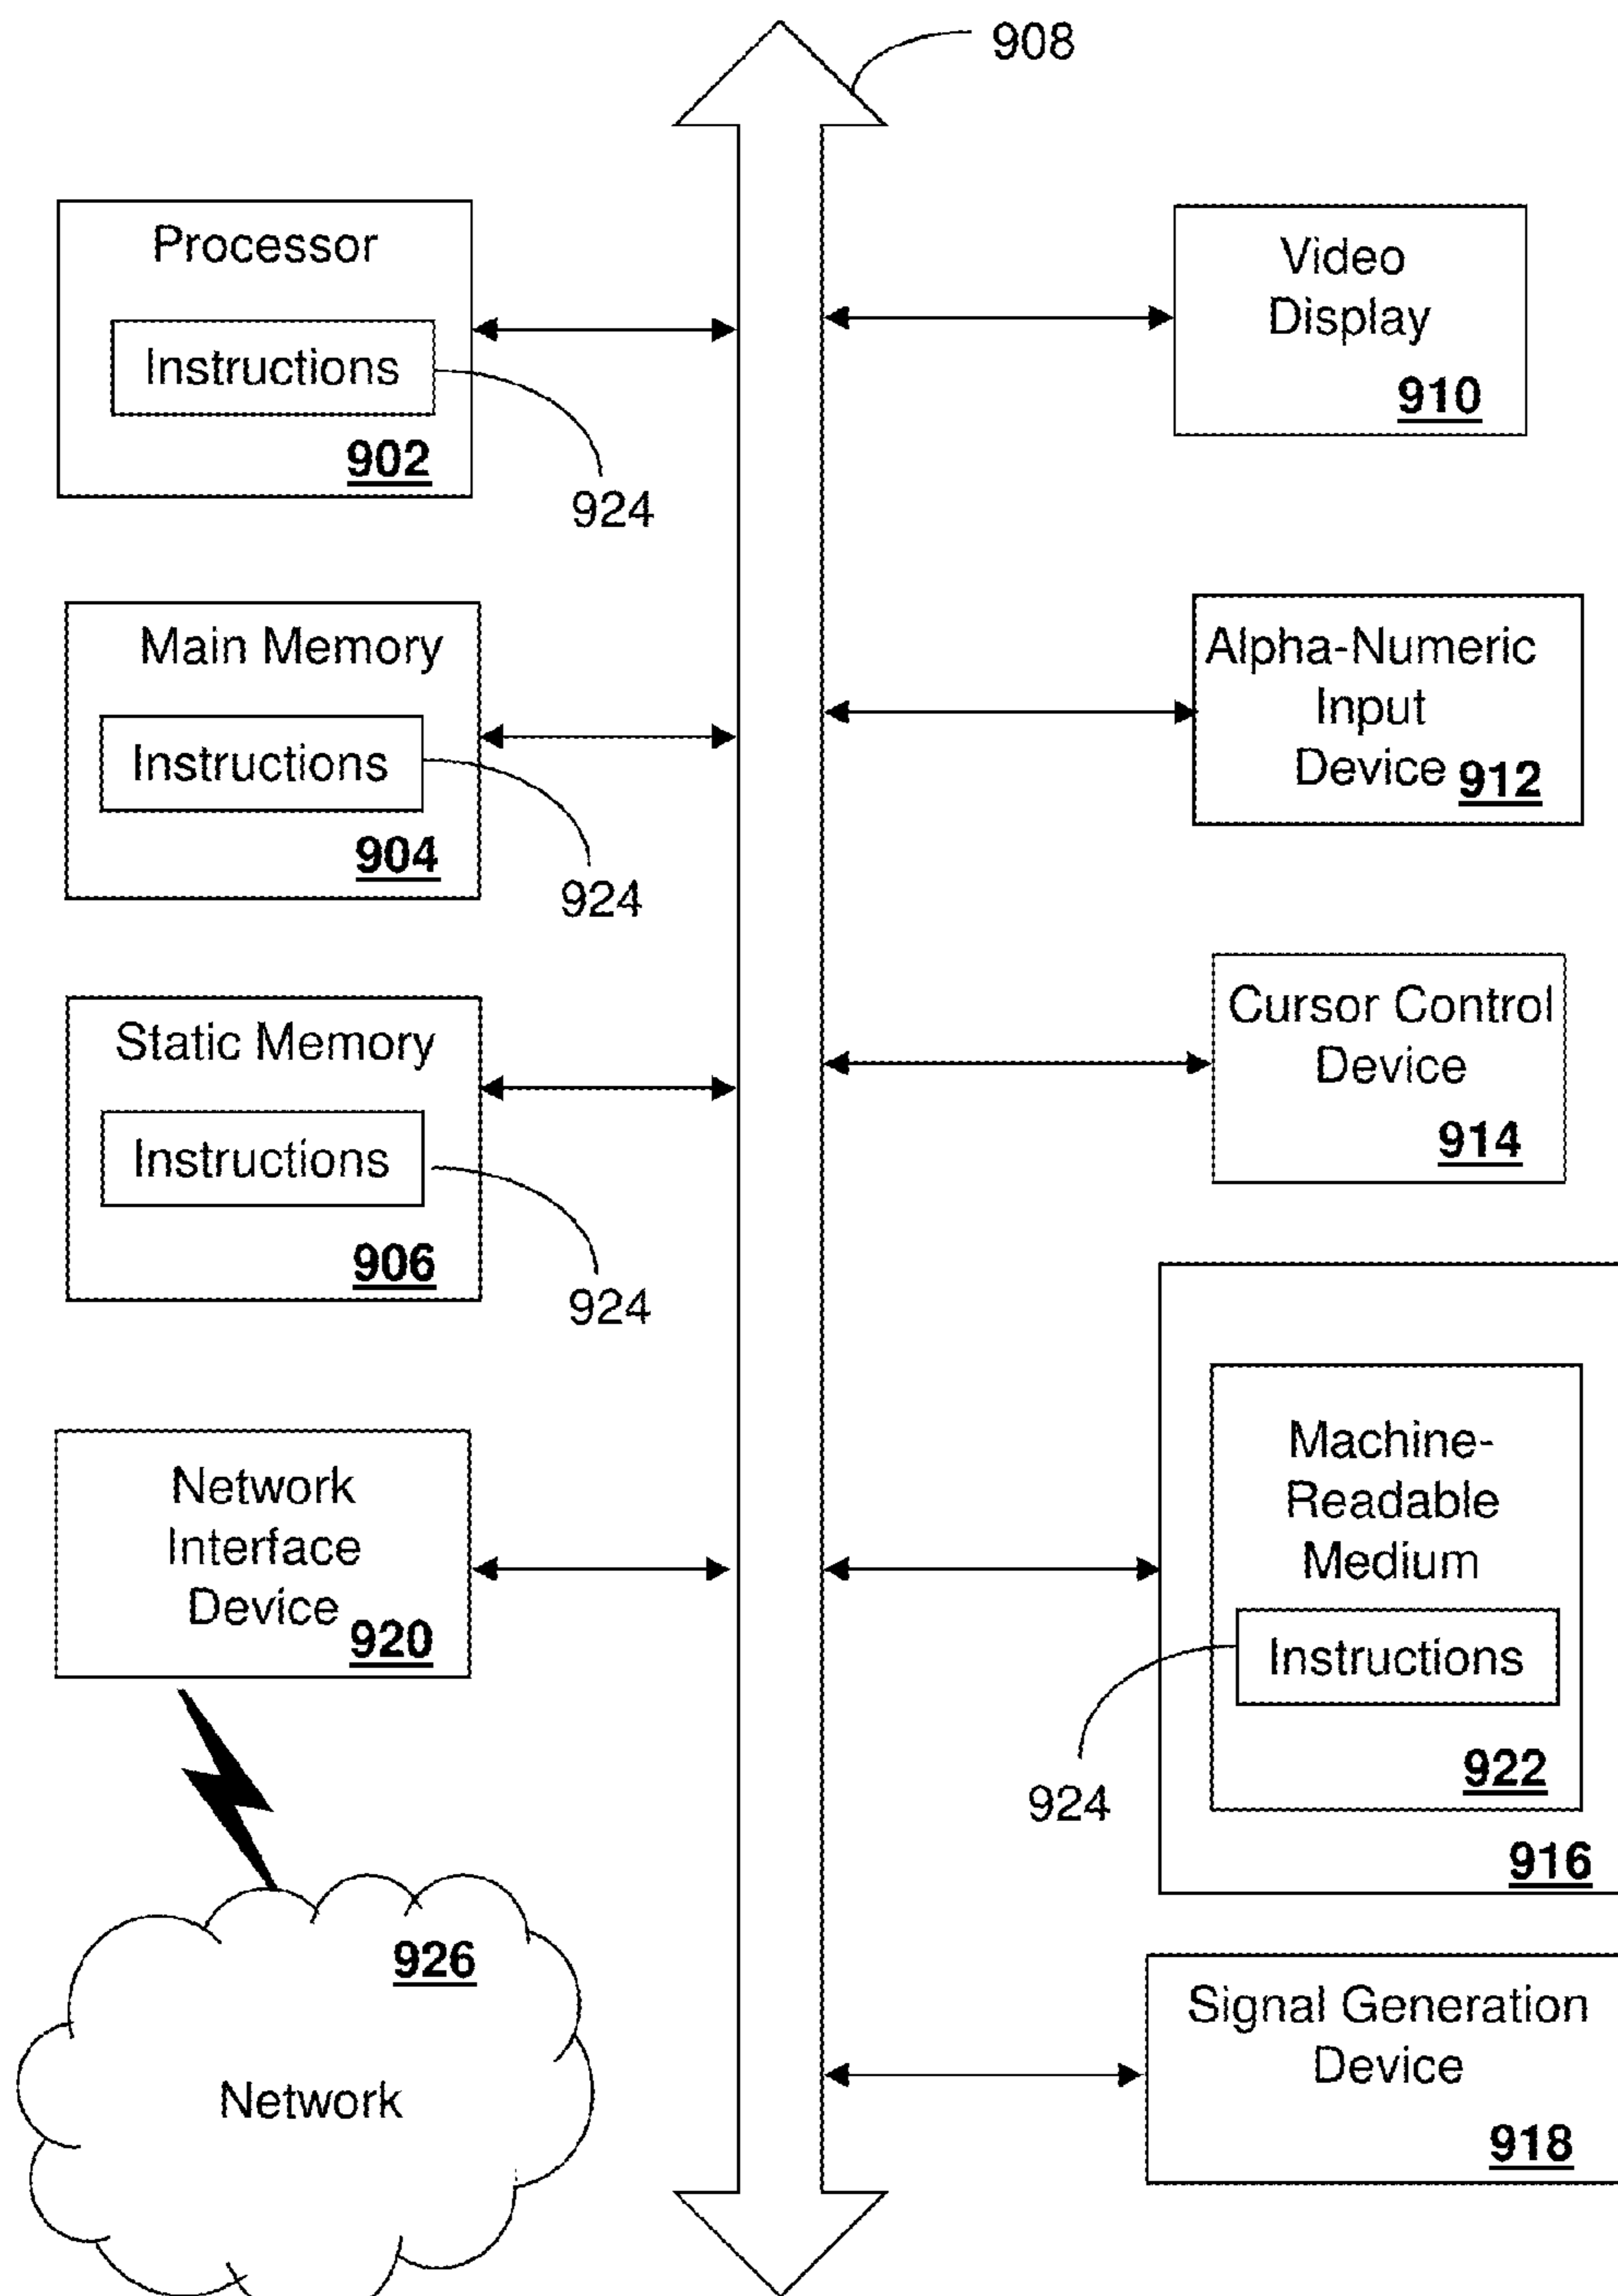 908
Processor
Instructions
902
924
Main Memory
Instructions
904
924
Static Memory
Instructions
906
924
Network
Interface
Device
920
926
Network
Video
Display
910
Alpha-Numeric
Input
Device 912
Cursor Control
Device
914
Machine-
Readable
Medium
Instructions
922
924
916
Signal Generation
Device
918